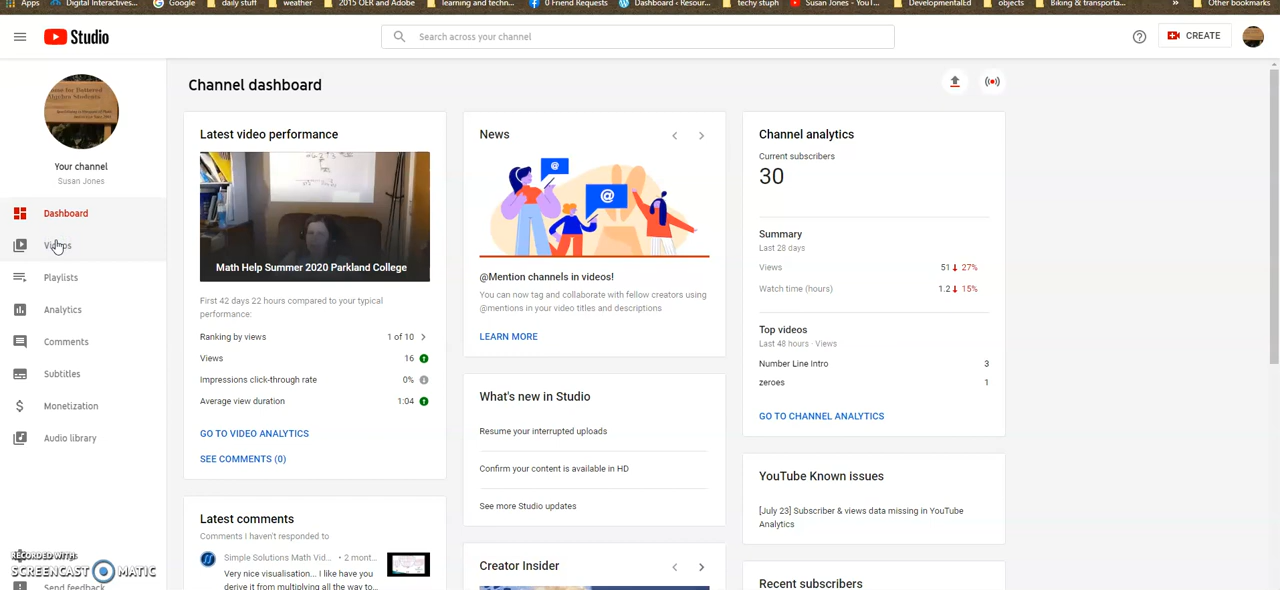 Apps
Digital Interactives...
Google
daily stuff
weather
2015 OER and Adobe
learning and techn...
0 Friend Requests
Dashboard ‹ Resour...
techy stuph
Susan Jones - YouT...
DevelopmentalEd
objects
Biking & transporta...
»
Other bookmarks
Studio
Search across your channel
CREATE
Your channel
Susan Jones
Dashboard
Videos
Playlists
Analytics
Comments
Subtitles
Monetization
Audio library
Send feedback
RECORDED WITH
SCREENCAST MATIC
Channel dashboard
Latest video performance
Math Help Summer 2020 Parkland College
First 42 days 22 hours compared to your typical
performance:
Ranking by views 1 of 10
Views 16
Impressions click-through rate 0%
Average view duration 1:04
GO TO VIDEO ANALYTICS
SEE COMMENTS (0)
Latest comments
Comments I haven't responded to
Simple Solutions Math Vid... • 2 mont...
Very nice visualisation... I like have you
derive it from multiplying all the way to...
News
@
@
@Mention channels in videos!
You can now tag and collaborate with fellow creators using
@mentions in your video titles and descriptions
LEARN MORE
What's new in Studio
Resume your interrupted uploads
Confirm your content is available in HD
See more Studio updates
Creator Insider
Channel analytics
Current subscribers
30
Summary
Last 28 days
Views 51 27%
Watch time (hours) 1.2 15%
Top videos
Last 48 hours · Views
Number Line Intro 3
zeroes 1
GO TO CHANNEL ANALYTICS
YouTube Known issues
[July 23] Subscriber & views data missing in YouTube
Analytics
Recent subscribers